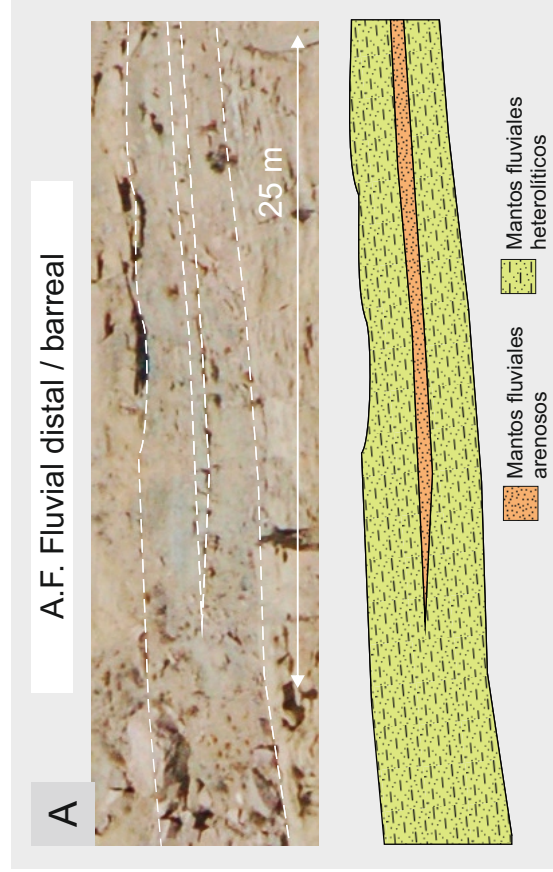 A
A.F. Fluvial distal / barreal
25 m
Mantos fluviales
arenosos
Mantos fluviales
heterolíticos